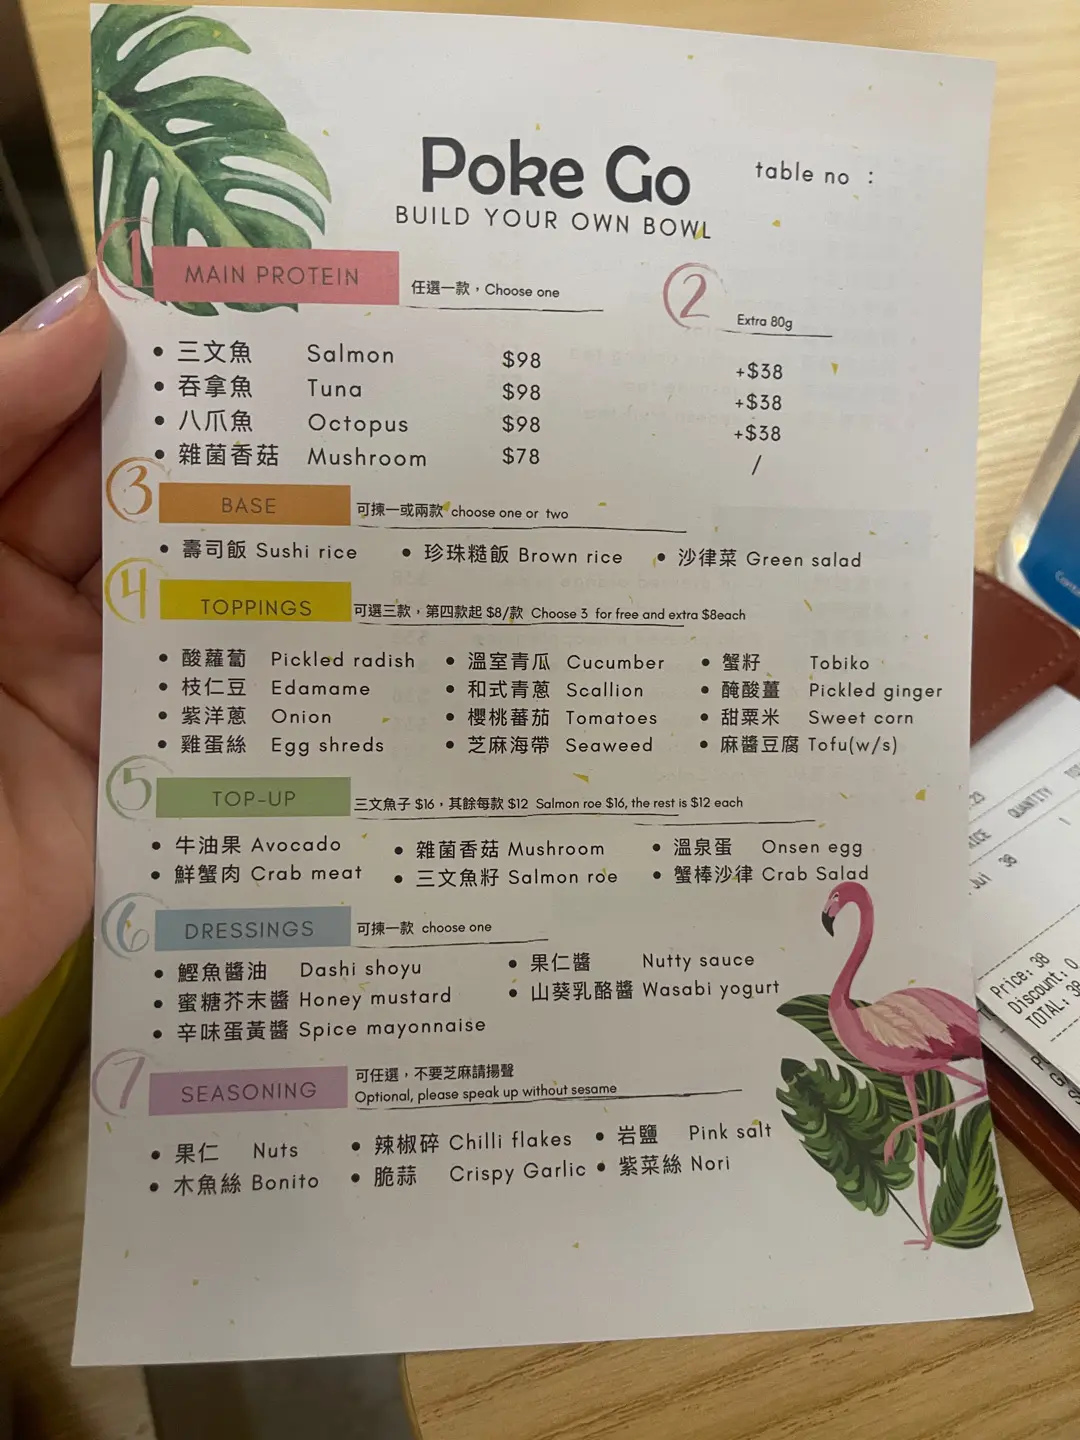 Poke Go
table no :
BUILD YOUR OWN BOWL
1 MAIN PROTEIN 任選一款，Choose one
2 Extra 80g
• 三文魚 Salmon $98 +$38
• 吞拿魚 Tuna $98 +$38
• 八爪魚 Octopus $98 +$38
• 雜菌香菇 Mushroom $78 /
3 BASE 可揀一或兩款 choose one or two
• 壽司飯 Sushi rice • 珍珠糙飯 Brown rice • 沙律菜 Green salad
4 TOPPINGS 可選三款，第四款起 $8/款 Choose 3 for free and extra $8each
• 酸蘿蔔 Pickled radish • 溫室青瓜 Cucumber • 蟹籽 Tobiko
• 枝仁豆 Edamame • 和式青蔥 Scallion • 醃酸薑 Pickled ginger
• 紫洋蔥 Onion • 櫻桃蕃茄 Tomatoes • 甜粟米 Sweet corn
• 雞蛋絲 Egg shreds • 芝麻海帶 Seaweed • 麻醬豆腐 Tofu(w/s)
5 TOP-UP 三文魚子 $16，其餘每款 $12 Salmon roe $16, the rest is $12 each
• 牛油果 Avocado • 雜菌香菇 Mushroom • 溫泉蛋 Onsen egg
• 鮮蟹肉 Crab meat • 三文魚籽 Salmon roe • 蟹棒沙律 Crab Salad
6 DRESSINGS 可揀一款 choose one
• 鰹魚醬油 Dashi shoyu • 果仁醬 Nutty sauce
• 蜜糖芥末醬 Honey mustard • 山葵乳酪醬 Wasabi yogurt
• 辛味蛋黃醬 Spice mayonnaise
7 SEASONING 可任選，不要芝麻請揚聲
Optional, please speak up without sesame
• 果仁 Nuts • 辣椒碎 Chilli flakes • 岩鹽 Pink salt
• 木魚絲 Bonito • 脆蒜 Crispy Garlic • 紫菜絲 Nori
QUANTITY
1
38
Price: 38
Discount: 0
TOTAL: 38